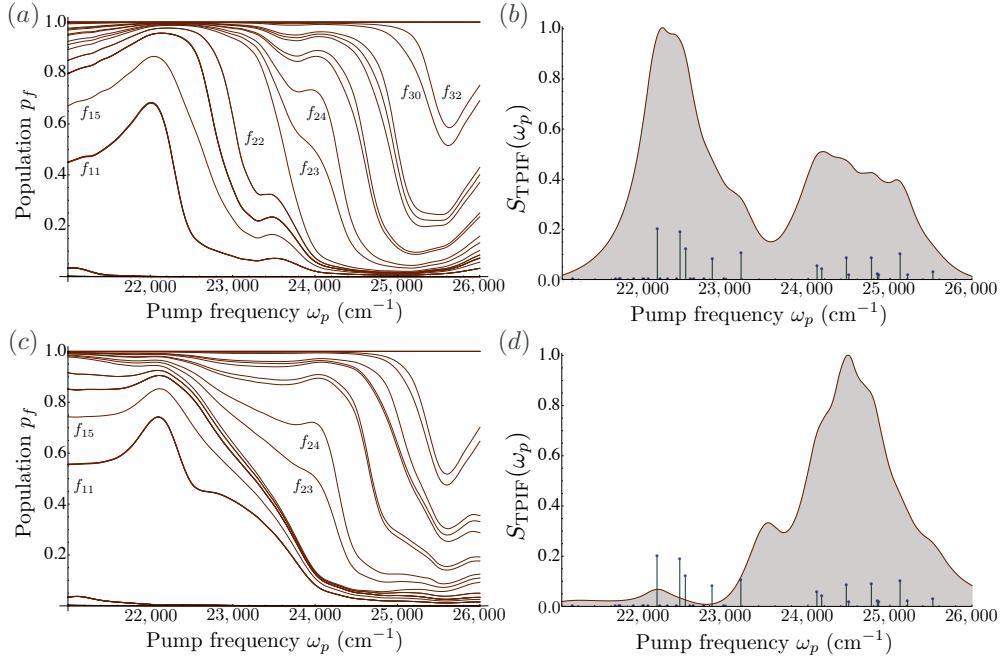 (a)
1.0
0.8
0.6
0.4
0.2
Population p_f
f_15
f_11
f_22
f_24
f_23
f_30
f_32
22,000 23,000 24,000 25,000 26,000
Pump frequency ω_p (cm⁻¹)
(b)
1.0
0.8
0.6
0.4
0.2
0.0
S_TPIF(ω_p)
22,000 23,000 24,000 25,000 26,000
Pump frequency ω_p (cm⁻¹)
(c)
1.0
0.8
0.6
0.4
0.2
Population p_f
f_15
f_11
f_24
f_23
22,000 23,000 24,000 25,000 26,000
Pump frequency ω_p (cm⁻¹)
(d)
1.0
0.8
0.6
0.4
0.2
0.0
S_TPIF(ω_p)
22,000 23,000 24,000 25,000 26,000
Pump frequency ω_p (cm⁻¹)